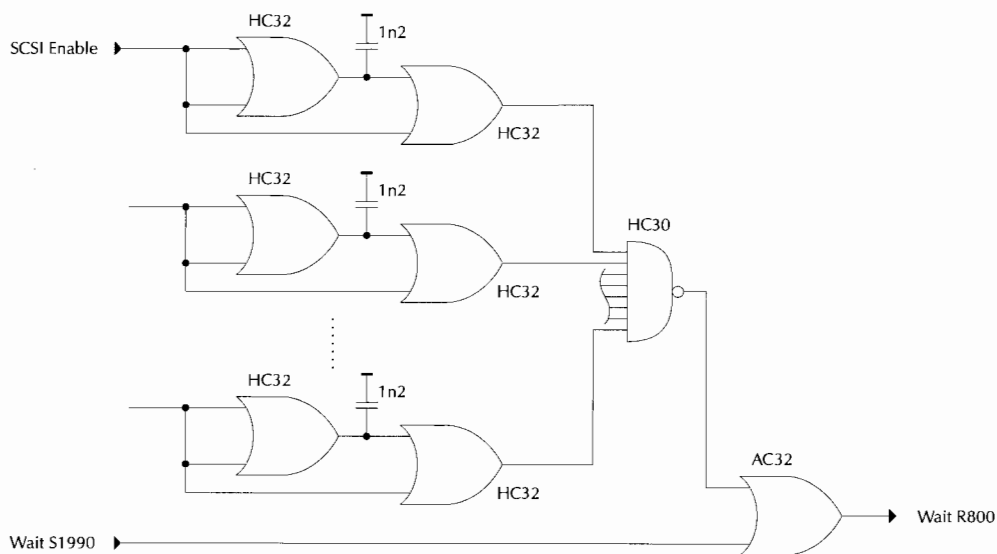 HC32
1n2
SCSI Enable
HC32
HC32
1n2
HC30
HC32
HC32
1n2
AC32
HC32
Wait R800
Wait S1990